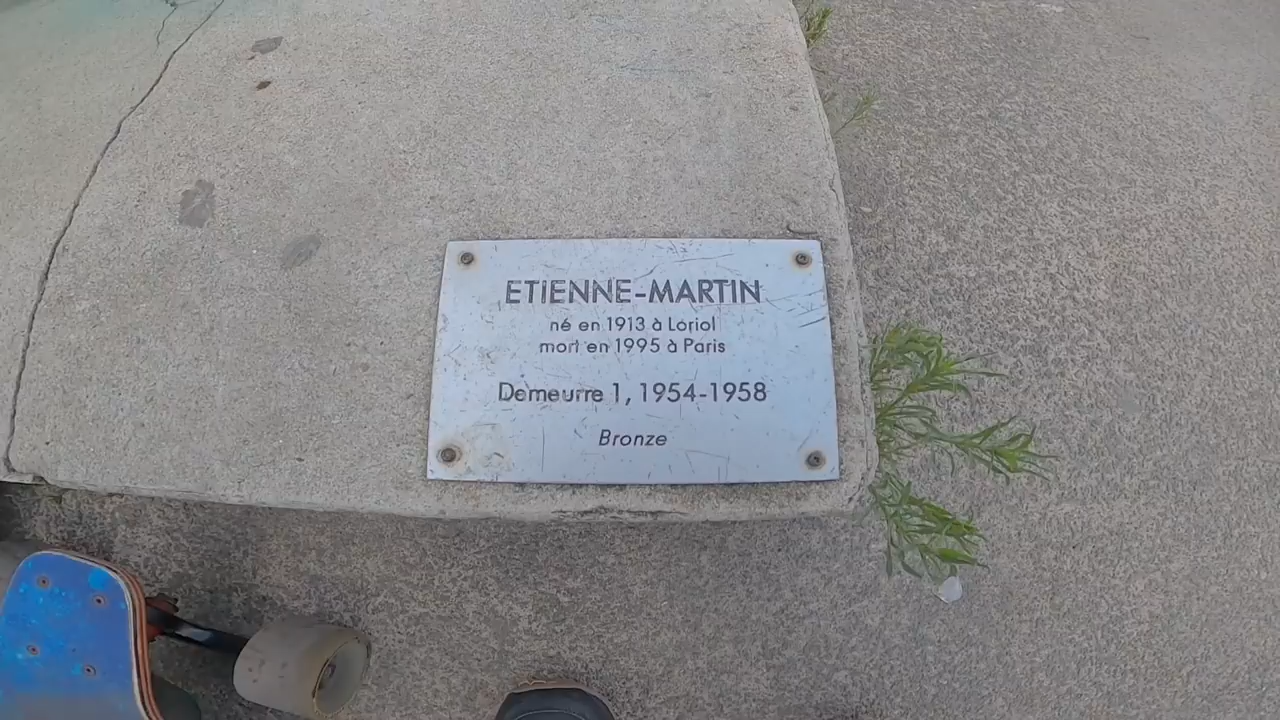 ETIENNE-MARTIN
né en 1913 à Loriol
mort en 1995 à Paris
Demeurre 1, 1954-1958
Bronze